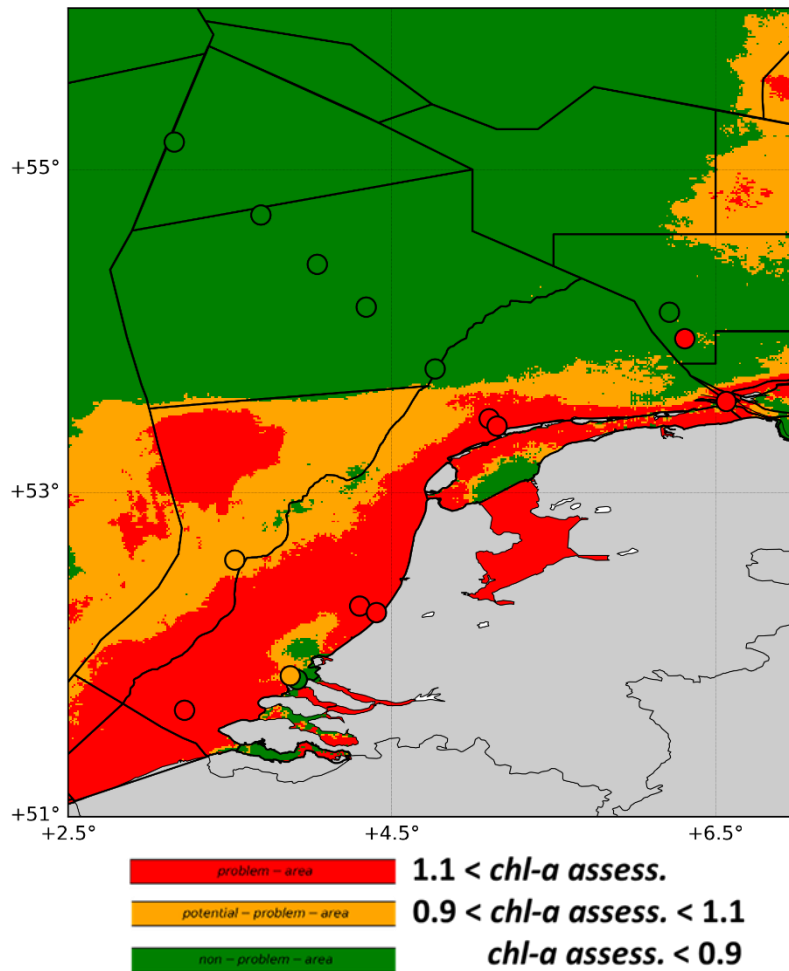 +55°
+53°
+51°
+2.5° +4.5° +6.5°
problem – area 1.1 < chl-a assess.
potential – problem – area 0.9 < chl-a assess. < 1.1
non – problem – area chl-a assess. < 0.9